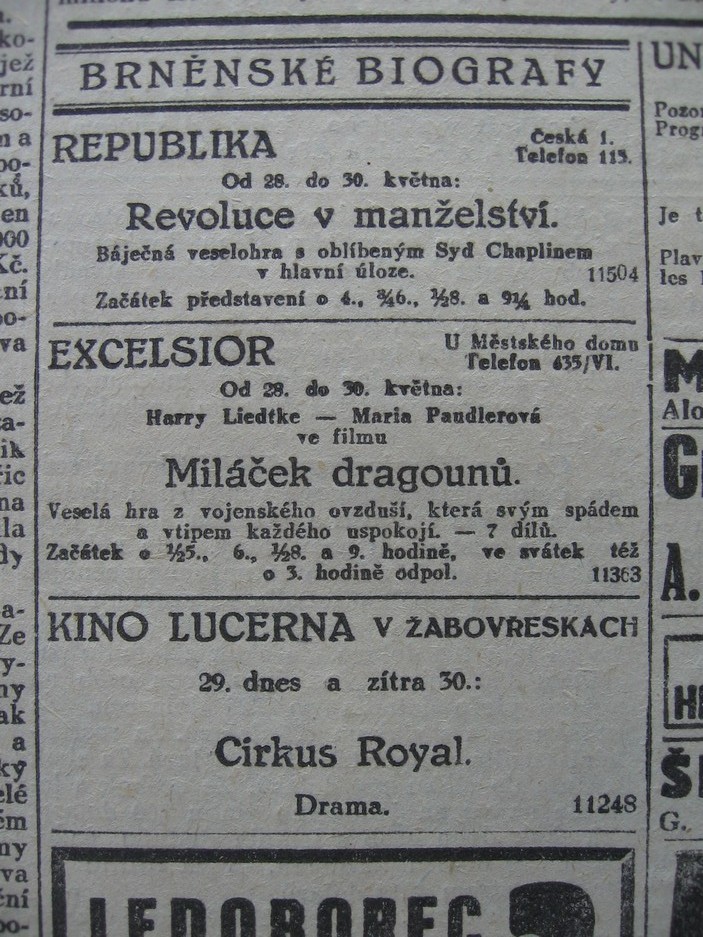 BRNĚNSKÉ BIOGRAFY
REPUBLIKA
Česká 1.
Telefon 113.
Od 28. do 30. května:
Revoluce v manželství.
Báječná veselohra s oblíbeným Syd Chaplinem
v hlavní úloze. 11504
Začátek představení o 4., ¾6., ½8. a 9¼ hod.
EXCELSIOR
U Městského domu
Telefon 635/VI.
Od 28. do 30. května:
Harry Liedtke — Maria Paudlerová
ve filmu
Miláček dragounů.
Veselá hra z vojenského ovzduší, která svým spádem
a vtipem každého uspokojí. — 7 dílů.
Začátek o ½5., 6., ½8. a 9. hodině, ve svátek též
o 3. hodině odpol. 11363
KINO LUCERNA V ŽABOVŘESKÁCH
29. dnes a zítra 30.:
Cirkus Royal.
Drama. 11248
LEDOBOREC